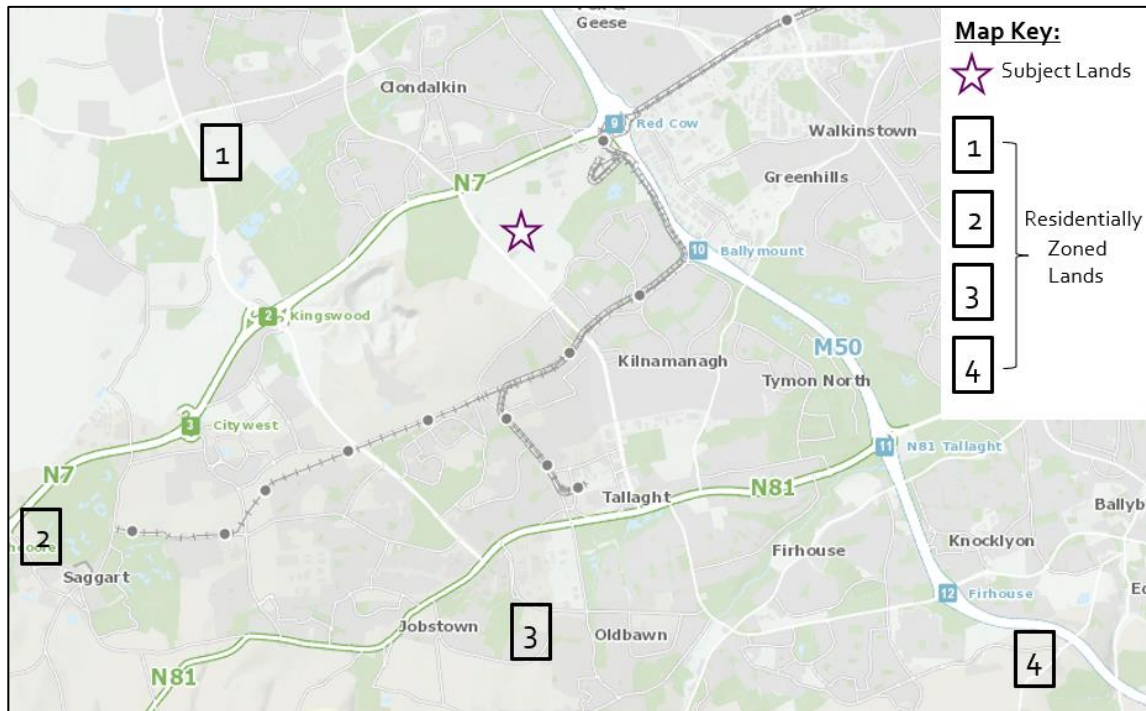 Geese
Map Key:
Subject Lands
Clondalkin
9 Red Cow
Walkinstown
1
1
Greenhills
N7
2
Residentially
Zoned
Lands
10 Ballymount
3
2 Kingswood
Kilnamanagh
M50
4
Tymon North
3 Citywest
11 N81 Tallaght
N7
N81
Tallaght
2
Firhouse
Knocklyon
Saggart
12 Firhouse
Jobstown
3
Oldbawn
4
N81